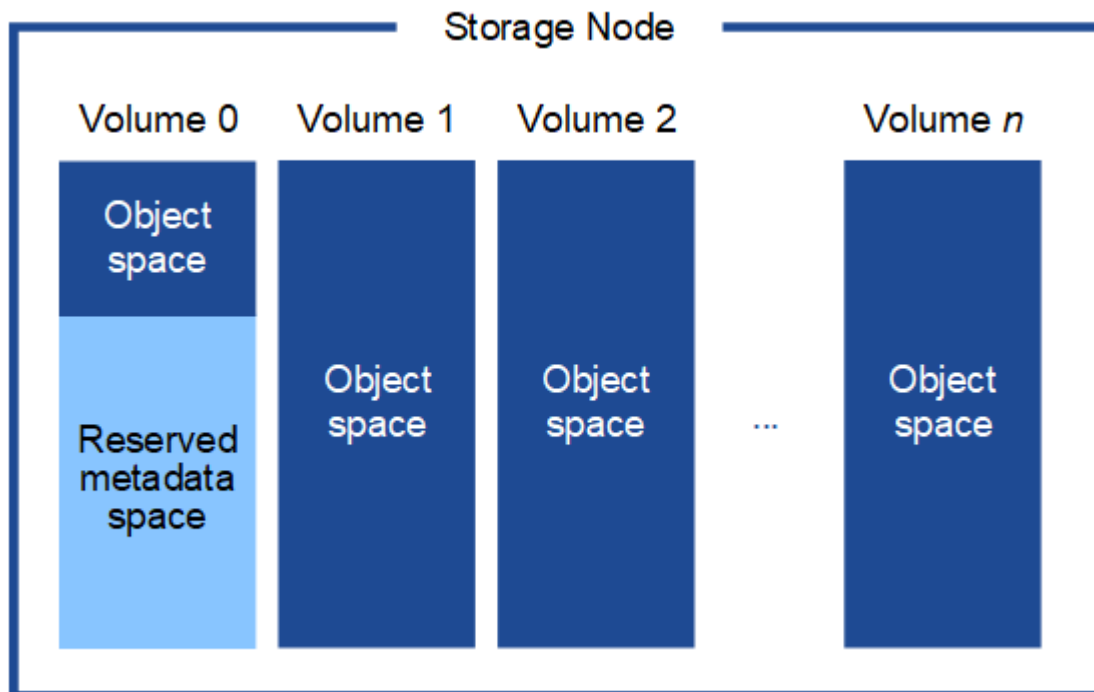 Storage Node
Volume 0
Volume 1
Volume 2
Volume n
Object
space
Reserved
metadata
space
Object
space
Object
space
...
Object
space